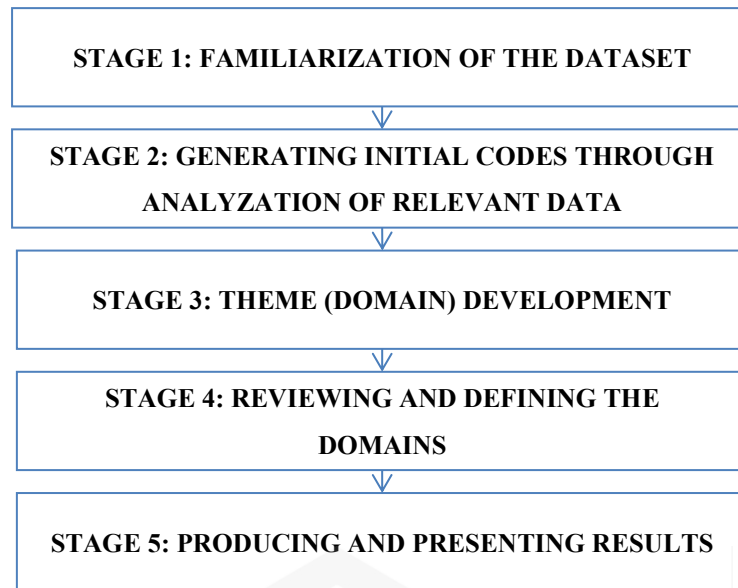 STAGE 1: FAMILIARIZATION OF THE DATASET
STAGE 2: GENERATING INITIAL CODES THROUGH
ANALYZATION OF RELEVANT DATA
STAGE 3: THEME (DOMAIN) DEVELOPMENT
STAGE 4: REVIEWING AND DEFINING THE
DOMAINS
STAGE 5: PRODUCING AND PRESENTING RESULTS